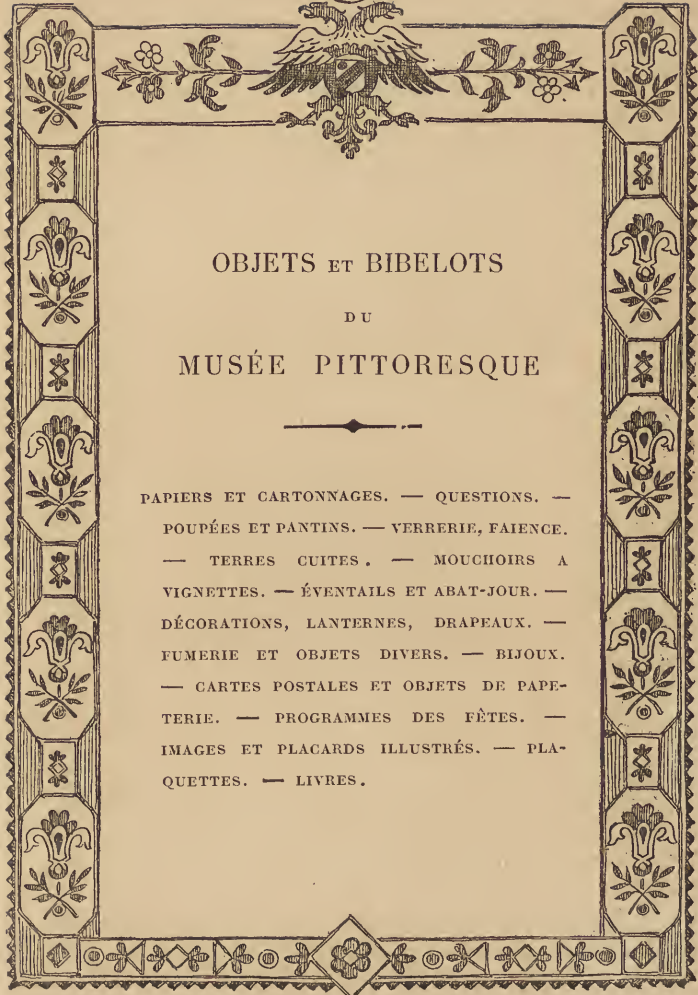 OBJETS ET BIBELOTS
DU
MUSÉE PITTORESQUE
PAPIERS ET CARTONNAGES. — QUESTIONS. —
POUPÉES ET PANTINS. — VERRERIE, FAIENCE.
— TERRES CUITES. — MOUCHOIRS A
VIGNETTES. — ÉVENTAILS ET ABAT-JOUR. —
DÉCORATIONS, LANTERNES, DRAPEAUX. —
FUMERIE ET OBJETS DIVERS. — BIJOUX.
— CARTES POSTALES ET OBJETS DE PAPE-
TERIE. — PROGRAMMES DES FÊTES. —
IMAGES ET PLACARDS ILLUSTRÉS. — PLA-
QUETTES. — LIVRES.